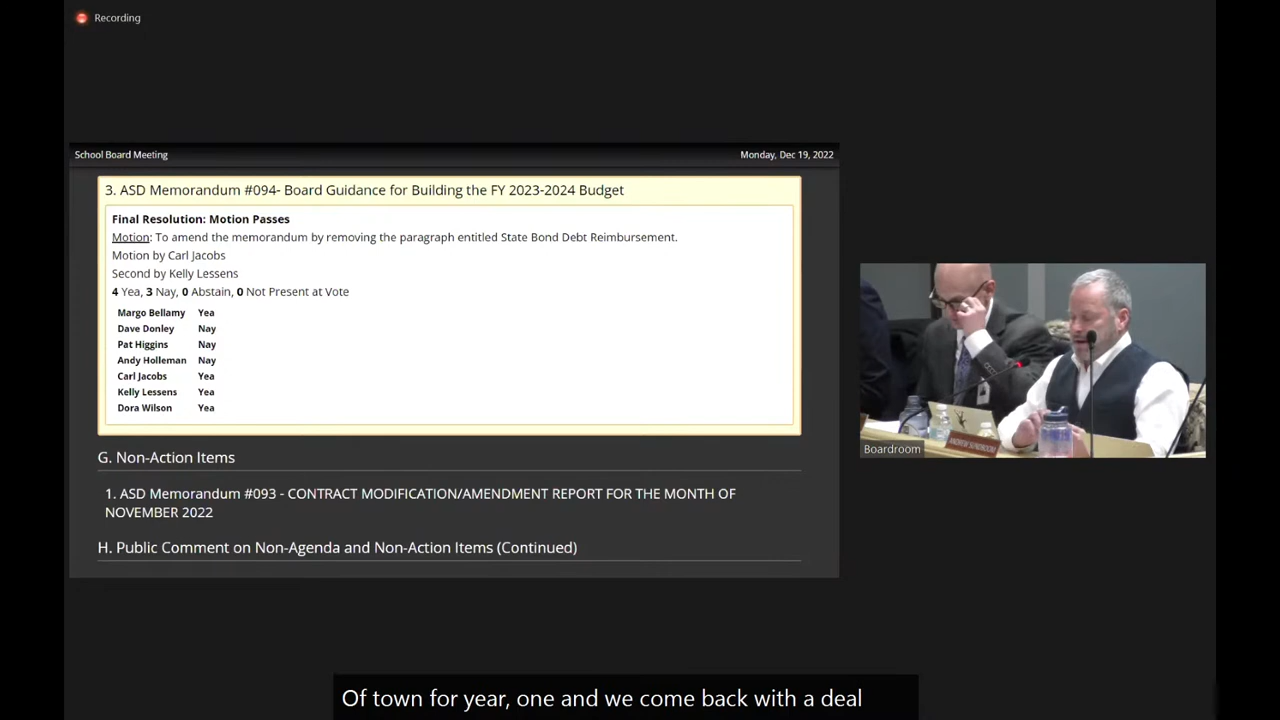 Recording
School Board Meeting
Monday, Dec 19, 2022
3. ASD Memorandum #094- Board Guidance for Building the FY 2023-2024 Budget
Final Resolution: Motion Passes
Motion: To amend the memorandum by removing the paragraph entitled State Bond Debt Reimbursement.
Motion by Carl Jacobs
Second by Kelly Lessens
4 Yea, 3 Nay, 0 Abstain, 0 Not Present at Vote
Margo Bellamy Yea
Dave Donley Nay
Pat Higgins Nay
Andy Holleman Nay
Carl Jacobs Yea
Kelly Lessens Yea
Dora Wilson Yea
G. Non-Action Items
1. ASD Memorandum #093 - CONTRACT MODIFICATION/AMENDMENT REPORT FOR THE MONTH OF
NOVEMBER 2022
H. Public Comment on Non-Agenda and Non-Action Items (Continued)
Boardroom
Of town for year, one and we come back with a deal